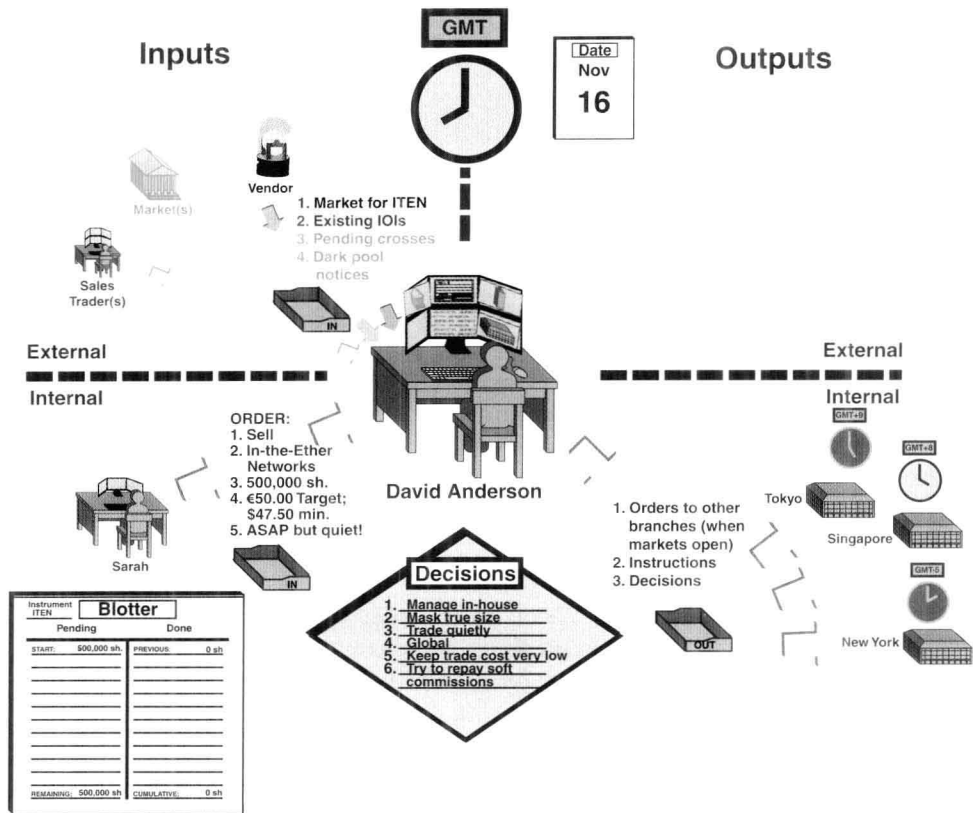 Inputs
GMT
Date
Nov
16
Outputs
Vendor
Market(s)
1. Market for ITEN
2. Existing IOIs
3. Pending crosses
4. Dark pool
notices
Sales
Trader(s)
IN
External
Internal
External
Internal
ORDER:
1. Sell
2. In-the-Ether
Networks
3. 500,000 sh.
4. €50.00 Target;
$47.50 min.
5. ASAP but quiet!
Sarah
IN
David Anderson
GMT+9
GMT+8
Tokyo
Singapore
GMT-5
New York
1. Orders to other
branches (when
markets open)
2. Instructions
3. Decisions
OUT
Decisions
1. Manage in-house
2. Mask true size
3. Trade quietly
4. Global
5. Keep trade cost very low
6. Try to repay soft
commissions
Instrument
ITEN
Blotter
Pending
Done
START: 500,000 sh.
PREVIOUS: 0 sh
REMAINING: 500,000 sh
CUMULATIVE: 0 sh